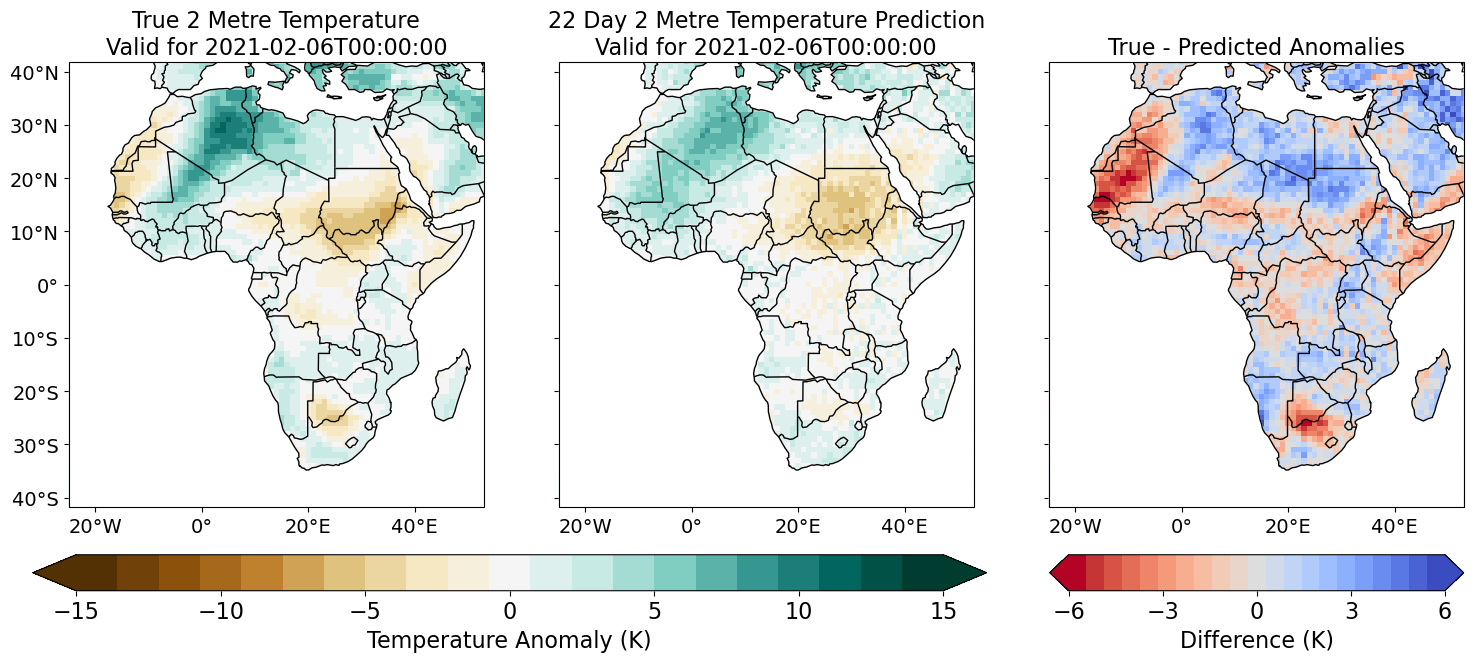 True 2 Metre Temperature
Valid for 2021-02-06T00:00:00
22 Day 2 Metre Temperature Prediction
Valid for 2021-02-06T00:00:00
True - Predicted Anomalies
40°N
30°N
20°N
10°N
0°
10°S
20°S
30°S
40°S
20°W 0° 20°E 40°E
20°W 0° 20°E 40°E
20°W 0° 20°E 40°E
−15 −10 −5 0 5 10 15
Temperature Anomaly (K)
−6 −3 0 3 6
Difference (K)